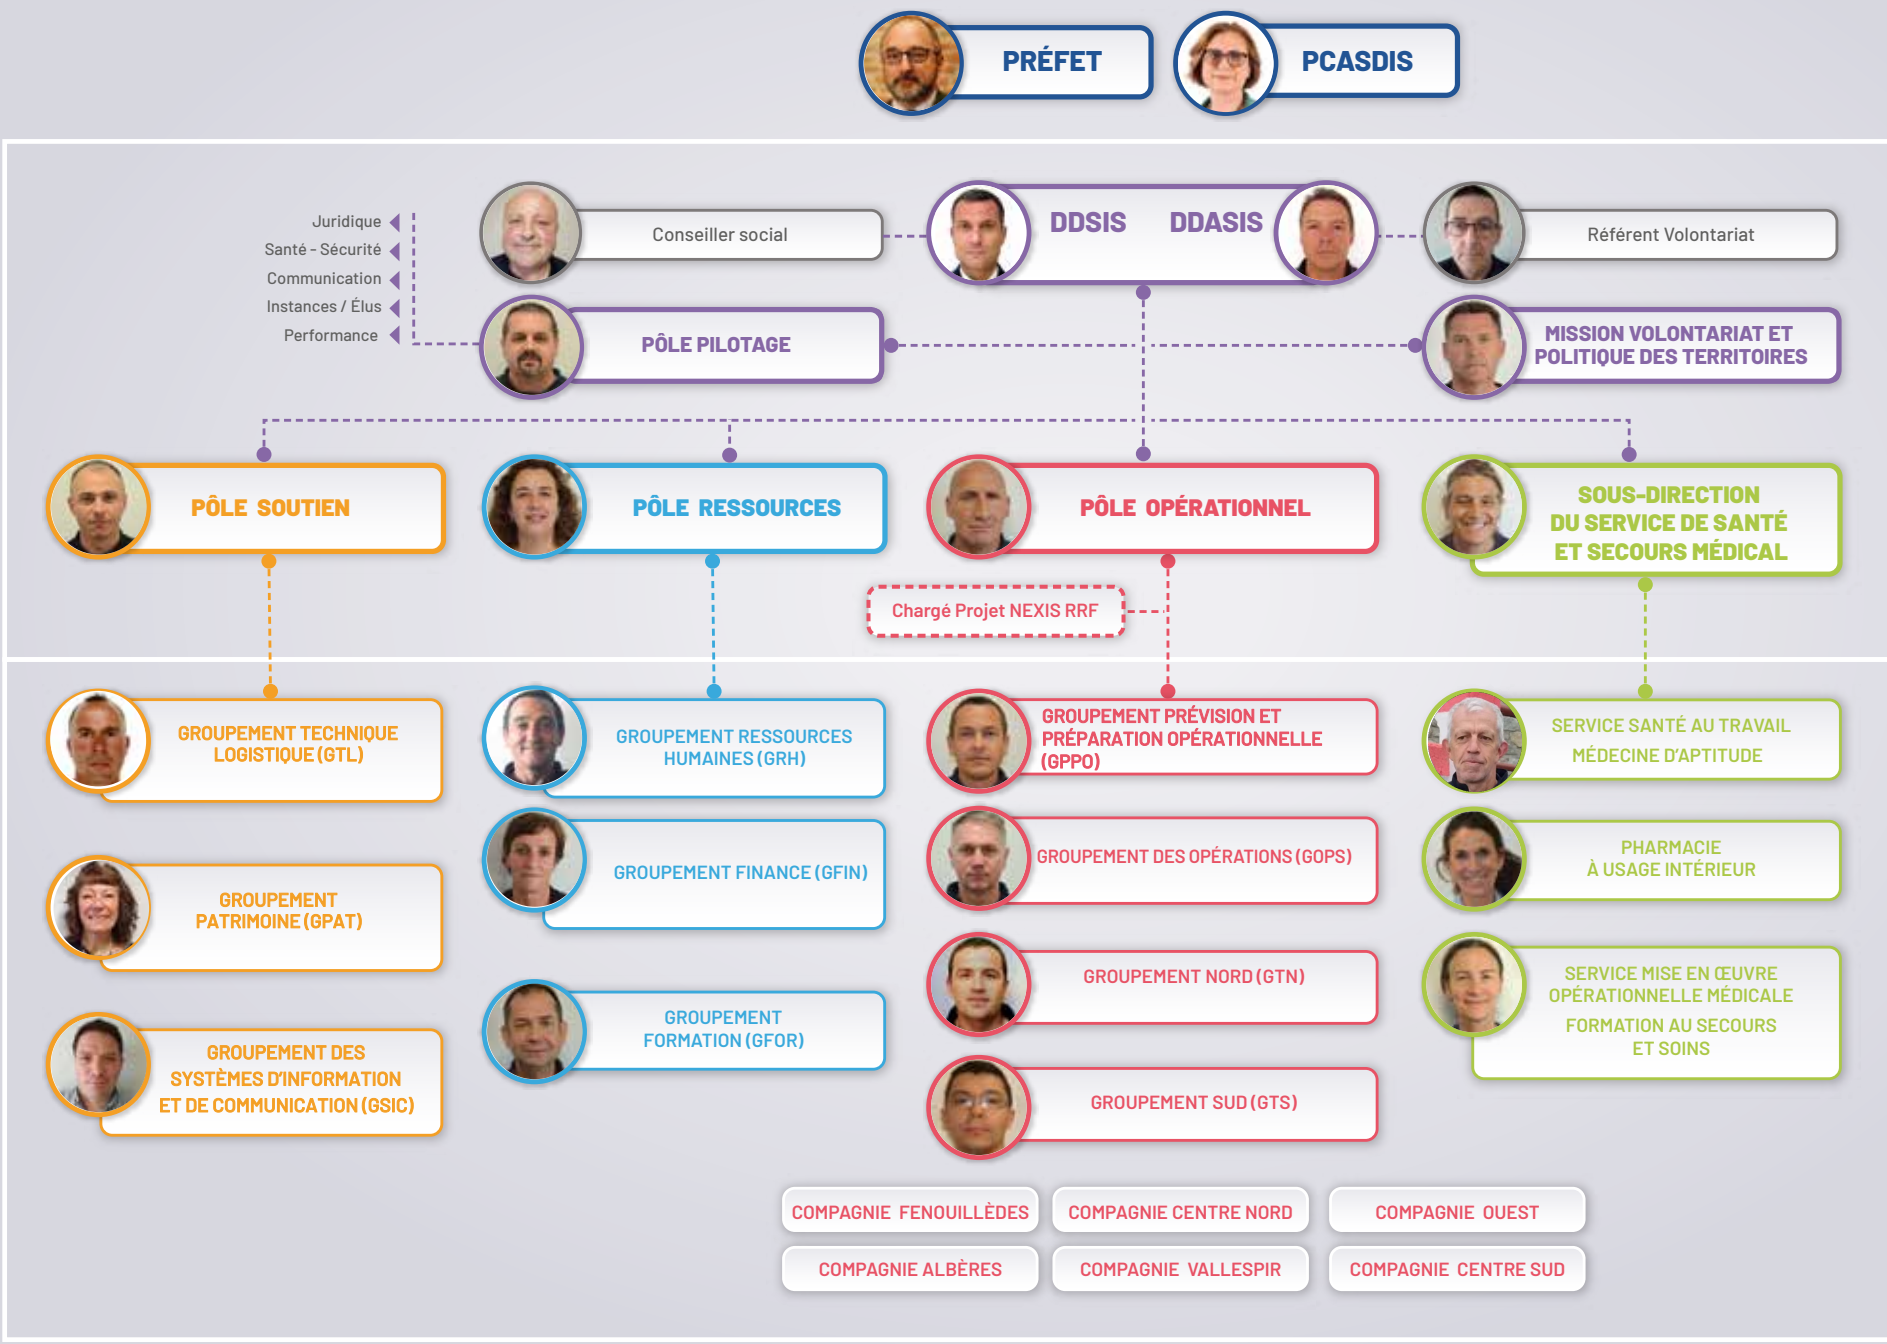 PRÉFET
PCASDIS
Juridique
Santé - Sécurité
Communication
Instances / Élus
Performance
Conseiller social
DDSIS
DDASIS
Référent Volontariat
PÔLE PILOTAGE
MISSION VOLONTARIAT ET
POLITIQUE DES TERRITOIRES
PÔLE SOUTIEN
PÔLE RESSOURCES
PÔLE OPÉRATIONNEL
SOUS-DIRECTION
DU SERVICE DE SANTÉ
ET SECOURS MÉDICAL
Chargé Projet NEXIS RRF
GROUPEMENT TECHNIQUE
LOGISTIQUE (GTL)
GROUPEMENT
PATRIMOINE (GPAT)
GROUPEMENT DES
SYSTÈMES D'INFORMATION
ET DE COMMUNICATION (GSIC)
GROUPEMENT RESSOURCES
HUMAINES (GRH)
GROUPEMENT FINANCE (GFIN)
GROUPEMENT
FORMATION (GFOR)
GROUPEMENT PRÉVISION ET
PRÉPARATION OPÉRATIONNELLE
(GPPO)
GROUPEMENT DES OPÉRATIONS (GOPS)
GROUPEMENT NORD (GTN)
GROUPEMENT SUD (GTS)
SERVICE SANTÉ AU TRAVAIL
MÉDECINE D'APTITUDE
PHARMACIE
À USAGE INTÉRIEUR
SERVICE MISE EN ŒUVRE
OPÉRATIONNELLE MÉDICALE
FORMATION AU SECOURS
ET SOINS
COMPAGNIE FENOUILLÈDES
COMPAGNIE CENTRE NORD
COMPAGNIE OUEST
COMPAGNIE ALBÈRES
COMPAGNIE VALLESPIR
COMPAGNIE CENTRE SUD